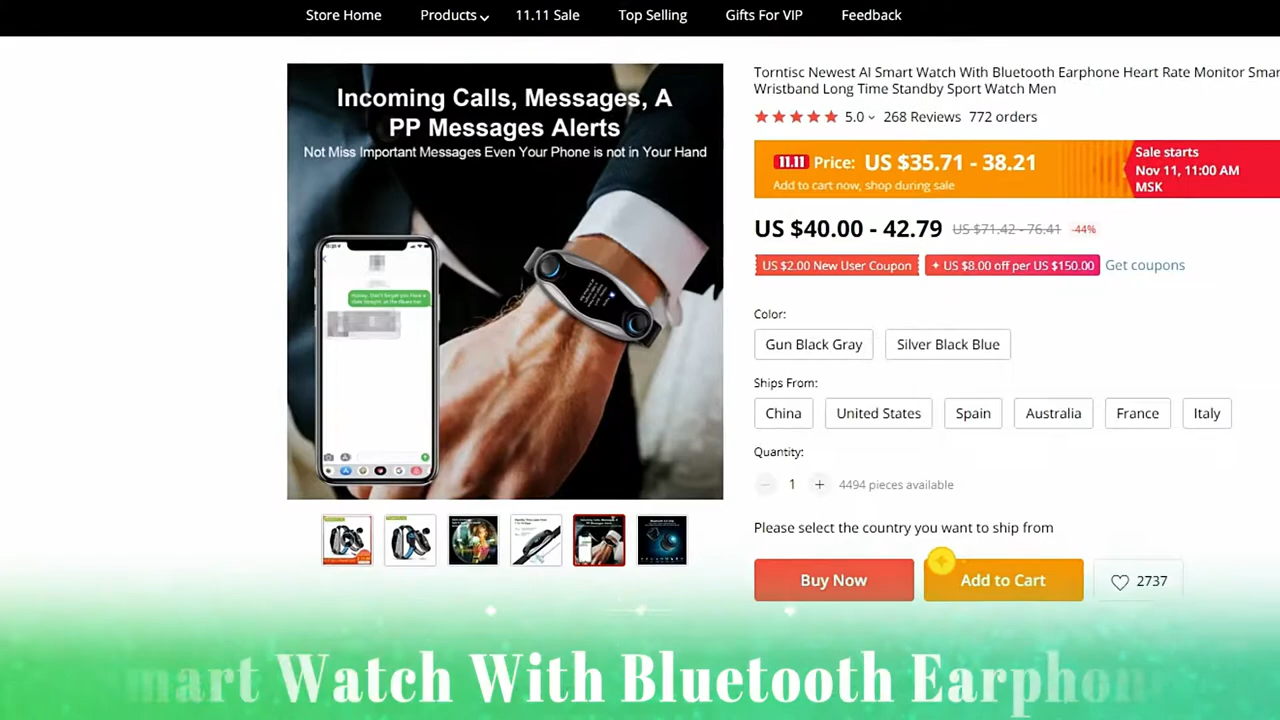 Store Home Products 11.11 Sale Top Selling Gifts For VIP Feedback
Incoming Calls, Messages, A
PP Messages Alerts
Not Miss Important Messages Even Your Phone is not in Your Hand
Torntisc Newest AI Smart Watch With Bluetooth Earphone Heart Rate Monitor Smar
Wristband Long Time Standby Sport Watch Men
5.0 268 Reviews 772 orders
11.11 Price: US $35.71 - 38.21
Add to cart now, shop during sale
Sale starts
Nov 11, 11:00 AM
MSK
US $40.00 - 42.79 US $71.42 - 76.41 -44%
US $2.00 New User Coupon US $8.00 off per US $150.00 Get coupons
Color:
Gun Black Gray Silver Black Blue
Ships From:
China United States Spain Australia France Italy
Quantity:
1 + 4494 pieces available
Please select the country you want to ship from
Buy Now Add to Cart 2737
mart Watch With Bluetooth Earphon